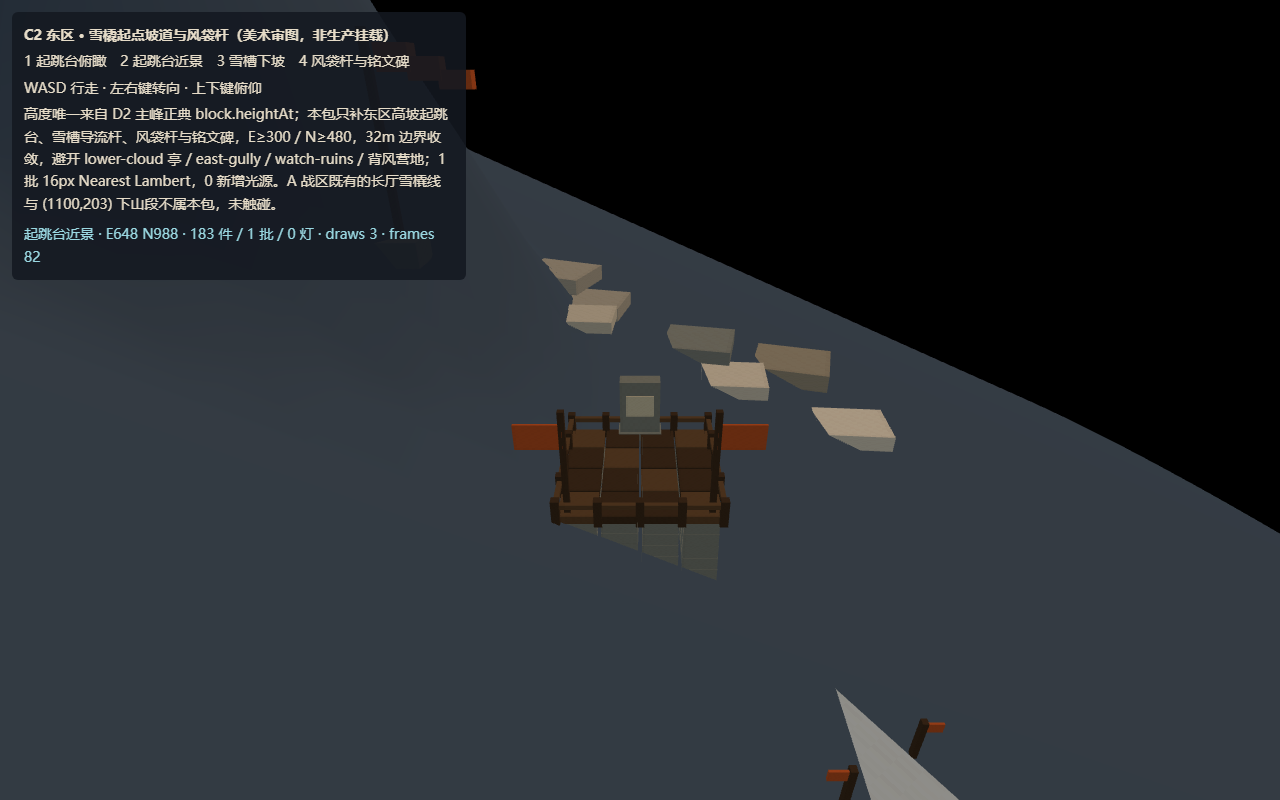 C2 东区 • 雪橇起点坡道与风袋杆（美术审图，非生产挂载）
1 起跳台俯瞰 2 起跳台近景 3 雪槽下坡 4 风袋杆与铭文碑
WASD 行走 · 左右键转向 · 上下键俯仰
高度唯一来自 D2 主峰正典 block.heightAt；本包只补东区高坡起跳
台、雪槽导流杆、风袋杆与铭文碑，E≥300 / N≥480，32m 边界收
敛，避开 lower-cloud 亭 / east-gully / watch-ruins / 背风营地；1
批 16px Nearest Lambert，0 新增光源。A 战区既有的长厅雪橇线
与 (1100,203) 下山段不属本包，未触碰。
起跳台近景 · E648 N988 · 183 件 / 1 批 / 0 灯 · draws 3 · frames
82